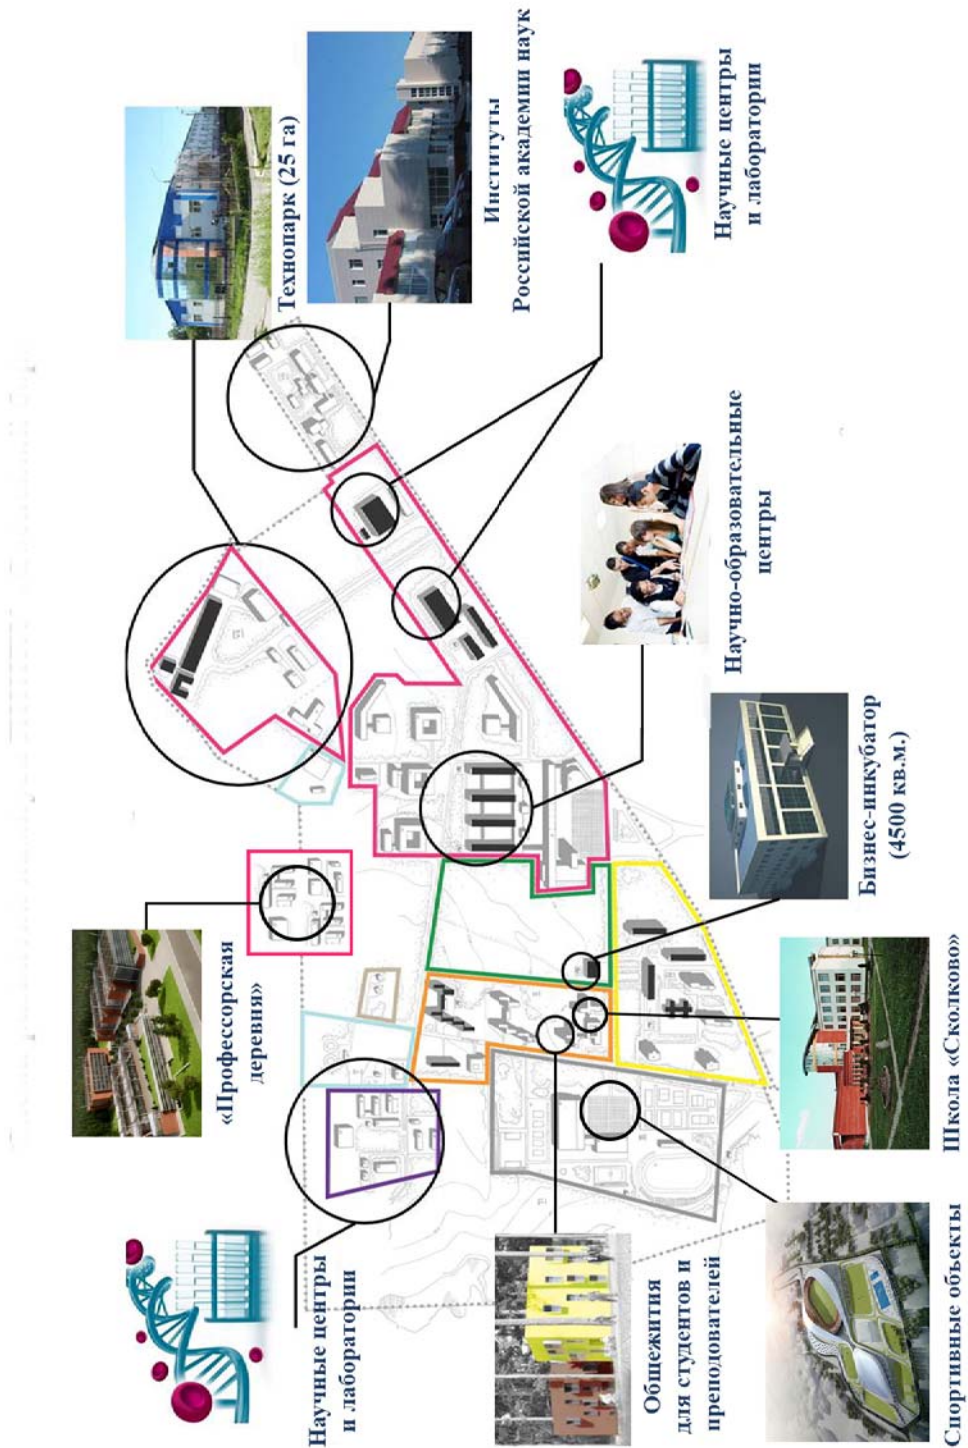 Научные центры
и лаборатории
«Профессорская
деревня»
Технопарк (25 га)
Институты
Российской академии наук
Научные центры
и лаборатории
Общежития
для студентов и
преподователей
Спортивные объекты
Школа «Сколково»
Бизнес-инкубатор
(4500 кв.м.)
Научно-образовательные
центры